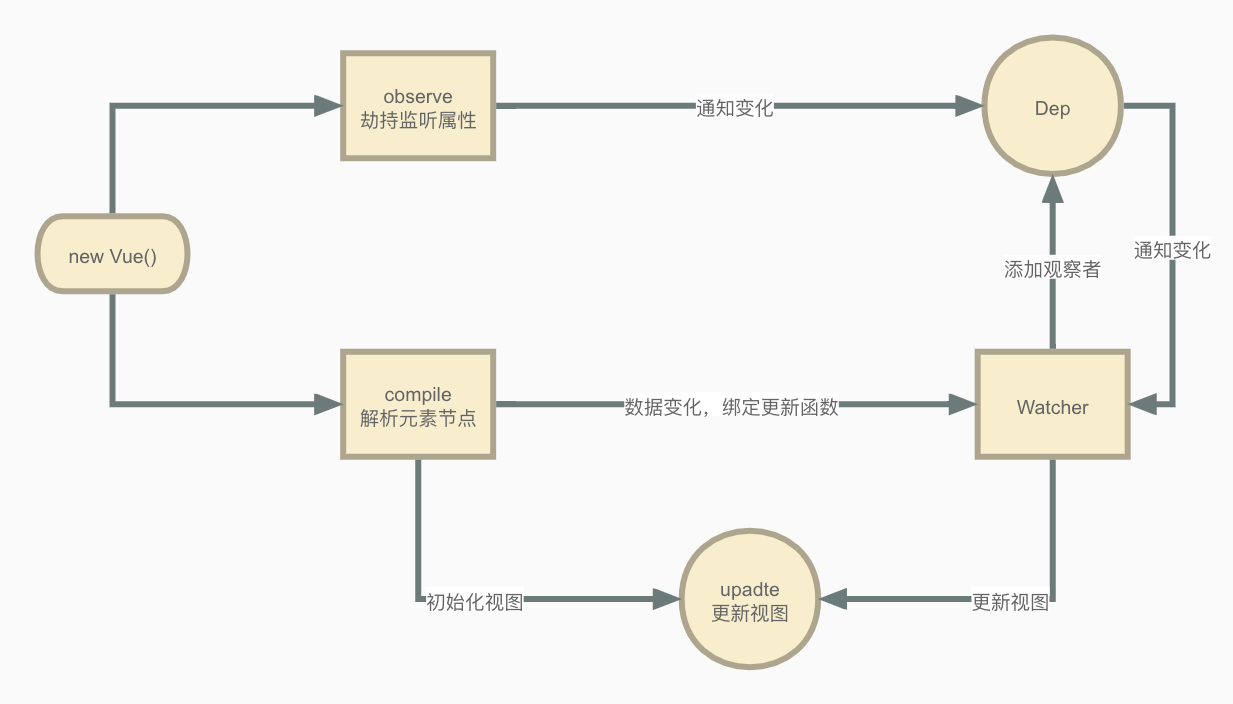 observe
劫持监听属性
通知变化
Dep
new Vue()
添加观察者
通知变化
compile
解析元素节点
数据变化，绑定更新函数
Watcher
初始化视图
upadte
更新视图
更新视图